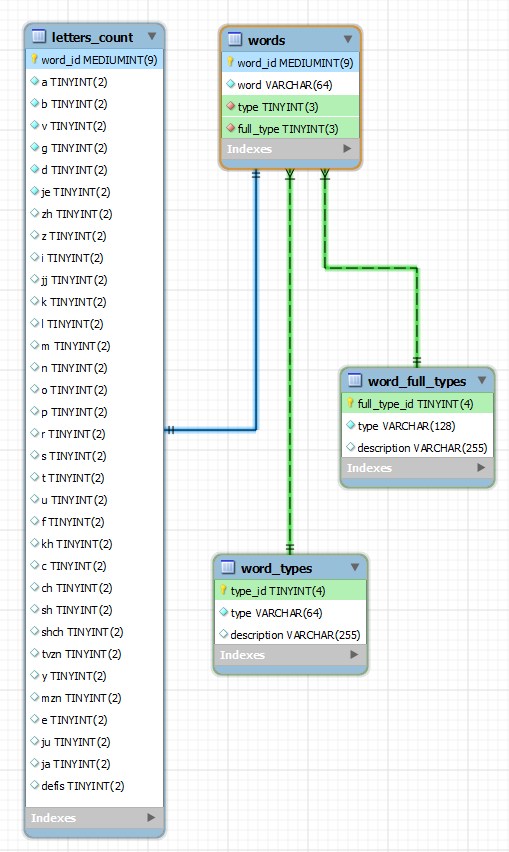 letters_count
word_id MEDIUMINT(9)
a TINYINT(2)
b TINYINT(2)
v TINYINT(2)
g TINYINT(2)
d TINYINT(2)
je TINYINT(2)
zh TINYINT(2)
z TINYINT(2)
i TINYINT(2)
jj TINYINT(2)
k TINYINT(2)
l TINYINT(2)
m TINYINT(2)
n TINYINT(2)
o TINYINT(2)
p TINYINT(2)
r TINYINT(2)
s TINYINT(2)
t TINYINT(2)
u TINYINT(2)
f TINYINT(2)
kh TINYINT(2)
c TINYINT(2)
ch TINYINT(2)
sh TINYINT(2)
shch TINYINT(2)
tvzn TINYINT(2)
y TINYINT(2)
mzn TINYINT(2)
e TINYINT(2)
ju TINYINT(2)
ja TINYINT(2)
defis TINYINT(2)
Indexes
words
word_id MEDIUMINT(9)
word VARCHAR(64)
type TINYINT(3)
full_type TINYINT(3)
Indexes
word_full_types
full_type_id TINYINT(4)
type VARCHAR(128)
description VARCHAR(255)
Indexes
word_types
type_id TINYINT(4)
type VARCHAR(64)
description VARCHAR(255)
Indexes